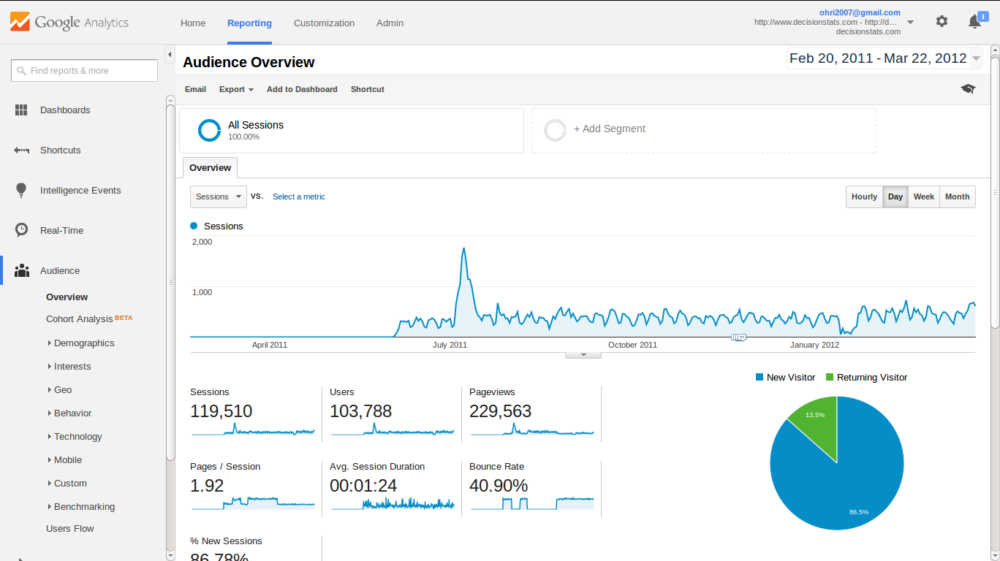 Google Analytics
Home Reporting Customization Admin
ohri2007@gmail.com
http://www.decisionstats.com - http://d...
decisionstats.com
i
Find reports & more
Dashboards
Shortcuts
Intelligence Events
Real-Time
Audience
Overview
Cohort Analysis BETA
Demographics
Interests
Geo
Behavior
Technology
Mobile
Custom
Benchmarking
Users Flow
Audience Overview
Feb 20, 2011 - Mar 22, 2012
Email Export Add to Dashboard Shortcut
All Sessions
100.00%
+ Add Segment
Overview
Sessions vs. Select a metric
Hourly Day Week Month
Sessions
2,000
1,000
April 2011 July 2011 October 2011 January 2012
Sessions
119,510
Users
103,788
Pageviews
229,563
Pages / Session
1.92
Avg. Session Duration
00:01:24
Bounce Rate
40.90%
% New Sessions
86.78%
New Visitor Returning Visitor
13.5%
86.5%